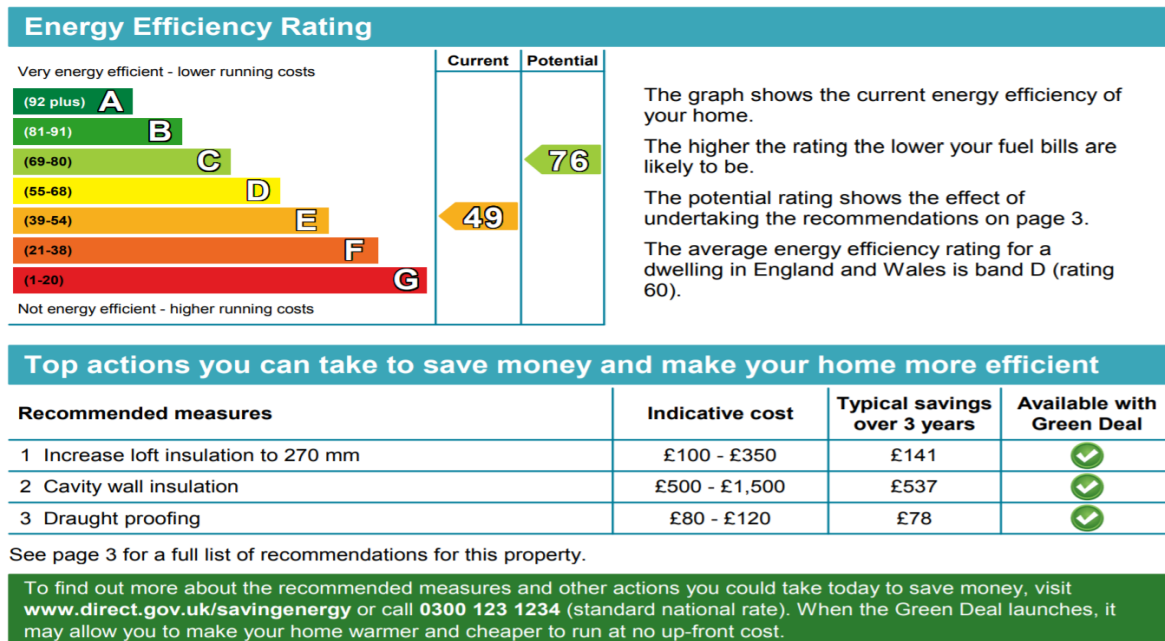 Energy Efficiency Rating
Current Potential
Very energy efficient - lower running costs
(92 plus) A
(81-91) B
(69-80) C
76
(55-68) D
(39-54) E
49
(21-38) F
(1-20) G
Not energy efficient - higher running costs
The graph shows the current energy efficiency of
your home.
The higher the rating the lower your fuel bills are
likely to be.
The potential rating shows the effect of
undertaking the recommendations on page 3.
The average energy efficiency rating for a
dwelling in England and Wales is band D (rating
60).
Top actions you can take to save money and make your home more efficient
Recommended measures Indicative cost Typical savings over 3 years Available with Green Deal
1 Increase loft insulation to 270 mm £100 - £350 £141
2 Cavity wall insulation £500 - £1,500 £537
3 Draught proofing £80 - £120 £78
See page 3 for a full list of recommendations for this property.
To find out more about the recommended measures and other actions you could take today to save money, visit
www.direct.gov.uk/savingenergy or call 0300 123 1234 (standard national rate). When the Green Deal launches, it
may allow you to make your home warmer and cheaper to run at no up-front cost.